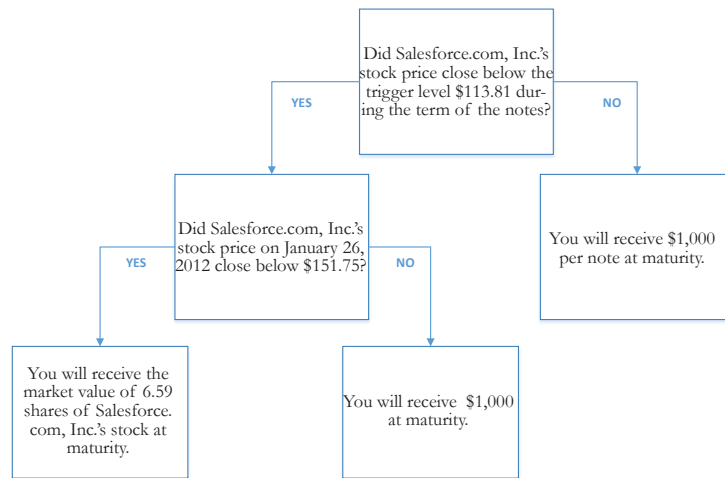 Did Salesforce.com, Inc.'s
stock price close below the
trigger level $113.81 dur-
ing the term of the notes?
YES
NO
Did Salesforce.com, Inc.'s
stock price on January 26,
2012 close below $151.75?
You will receive $1,000
per note at maturity.
YES
NO
You will receive the
market value of 6.59
shares of Salesforce.
com, Inc.'s stock at
maturity.
You will receive $1,000
at maturity.